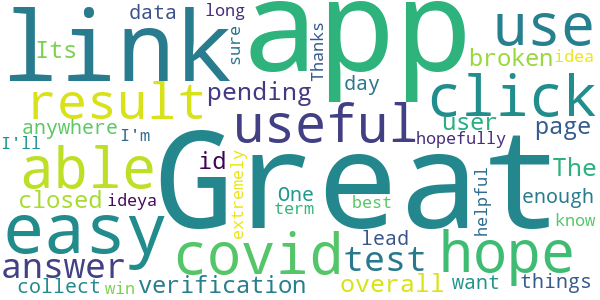 data long
link app use
Its sure Thanks
day broken idea
result pending click
anywhere I'm useful user page
I'll hopefully
able id The
closed ideya extremely Great One helpful enough
term best know
easy covid lead hope
answer test
collect win verification overall want things